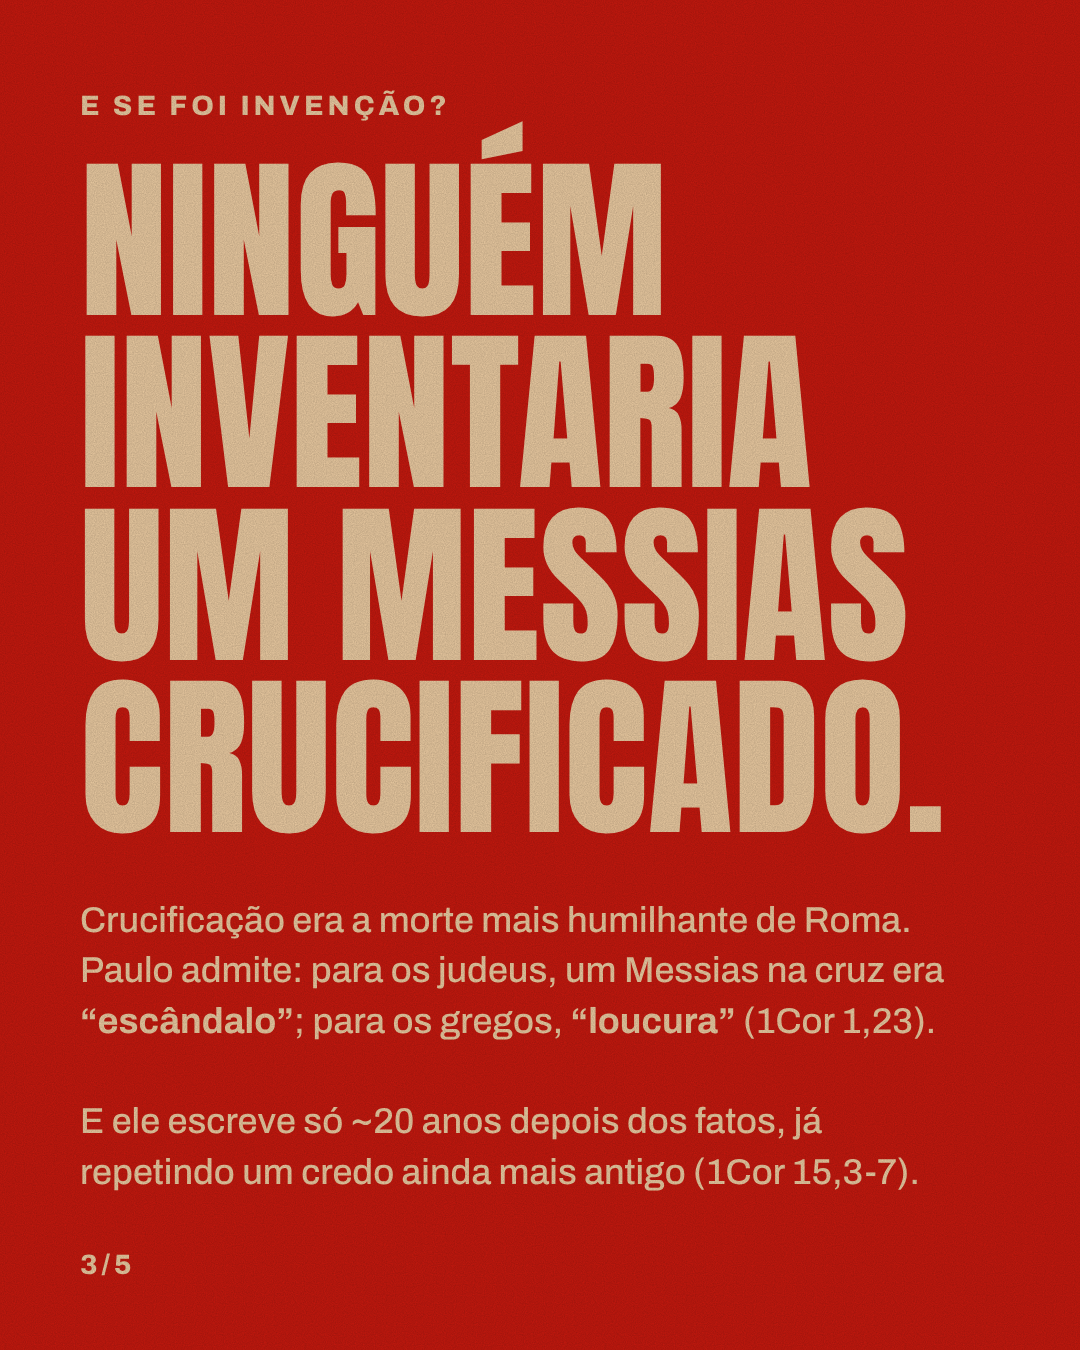 E SE FOI INVENÇÃO?
NINGUÉM
INVENTARIA
UM MESSIAS
CRUCIFICADO.
Crucificação era a morte mais humilhante de Roma.
Paulo admite: para os judeus, um Messias na cruz era
“escândalo”; para os gregos, “loucura” (1Cor 1,23).
E ele escreve só ~20 anos depois dos fatos, já
repetindo um credo ainda mais antigo (1Cor 15,3-7).
3/5